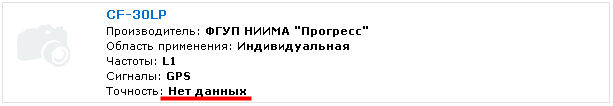 CF-30LP
Производитель: ФГУП НИИМА "Прогресс"
Область применения: Индивидуальная
Частоты: L1
Сигналы: GPS
Точность: Нет данных